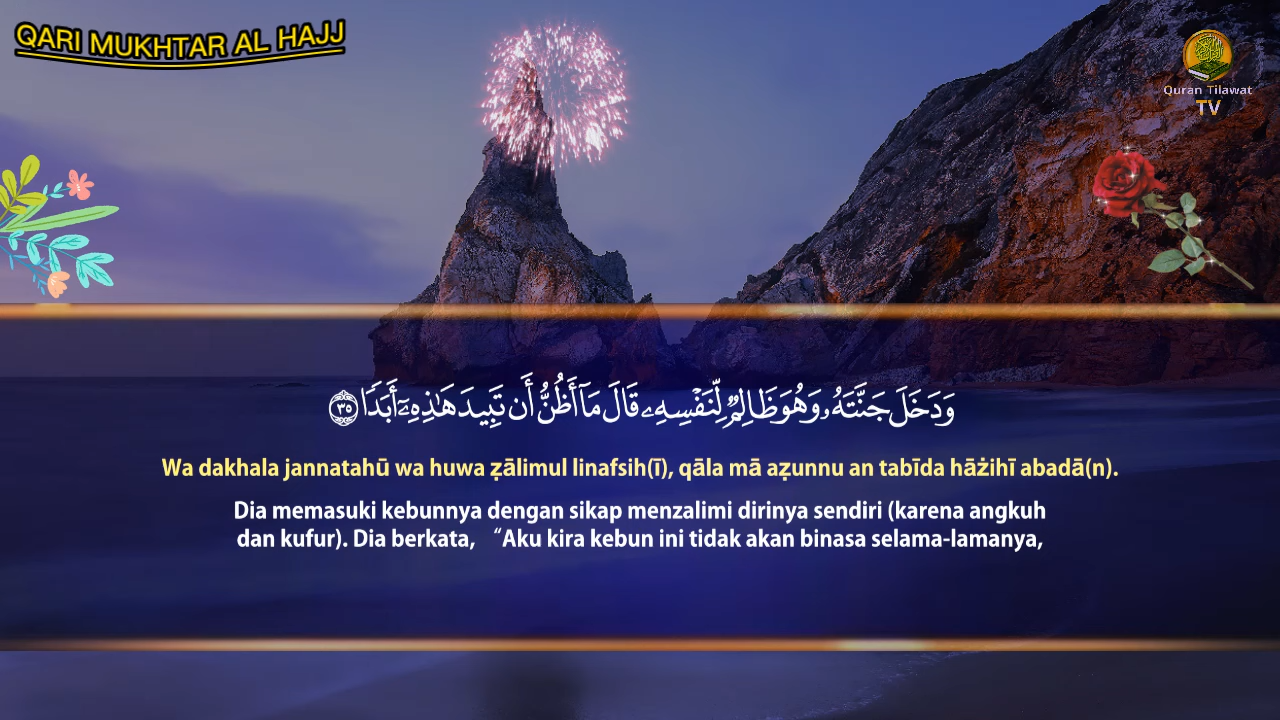 QARI MUKHTAR AL HAJJ
Quran Tilawat
TV
وَدَخَلَ جَنَّتَهُۥ وَهُوَ ظَالِمٌ لِّنَفْسِهِۦ قَالَ مَآ أَظُنُّ أَن تَبِيدَ هَٰذِهِۦٓ أَبَدًا ٣٥
Wa dakhala jannatahū wa huwa ẓālimul linafsih(ī), qāla mā aẓunnu an tabīda hāżihī abadā(n).
Dia memasuki kebunnya dengan sikap menzalimi dirinya sendiri (karena angkuh
dan kufur). Dia berkata, “Aku kira kebun ini tidak akan binasa selama-lamanya,